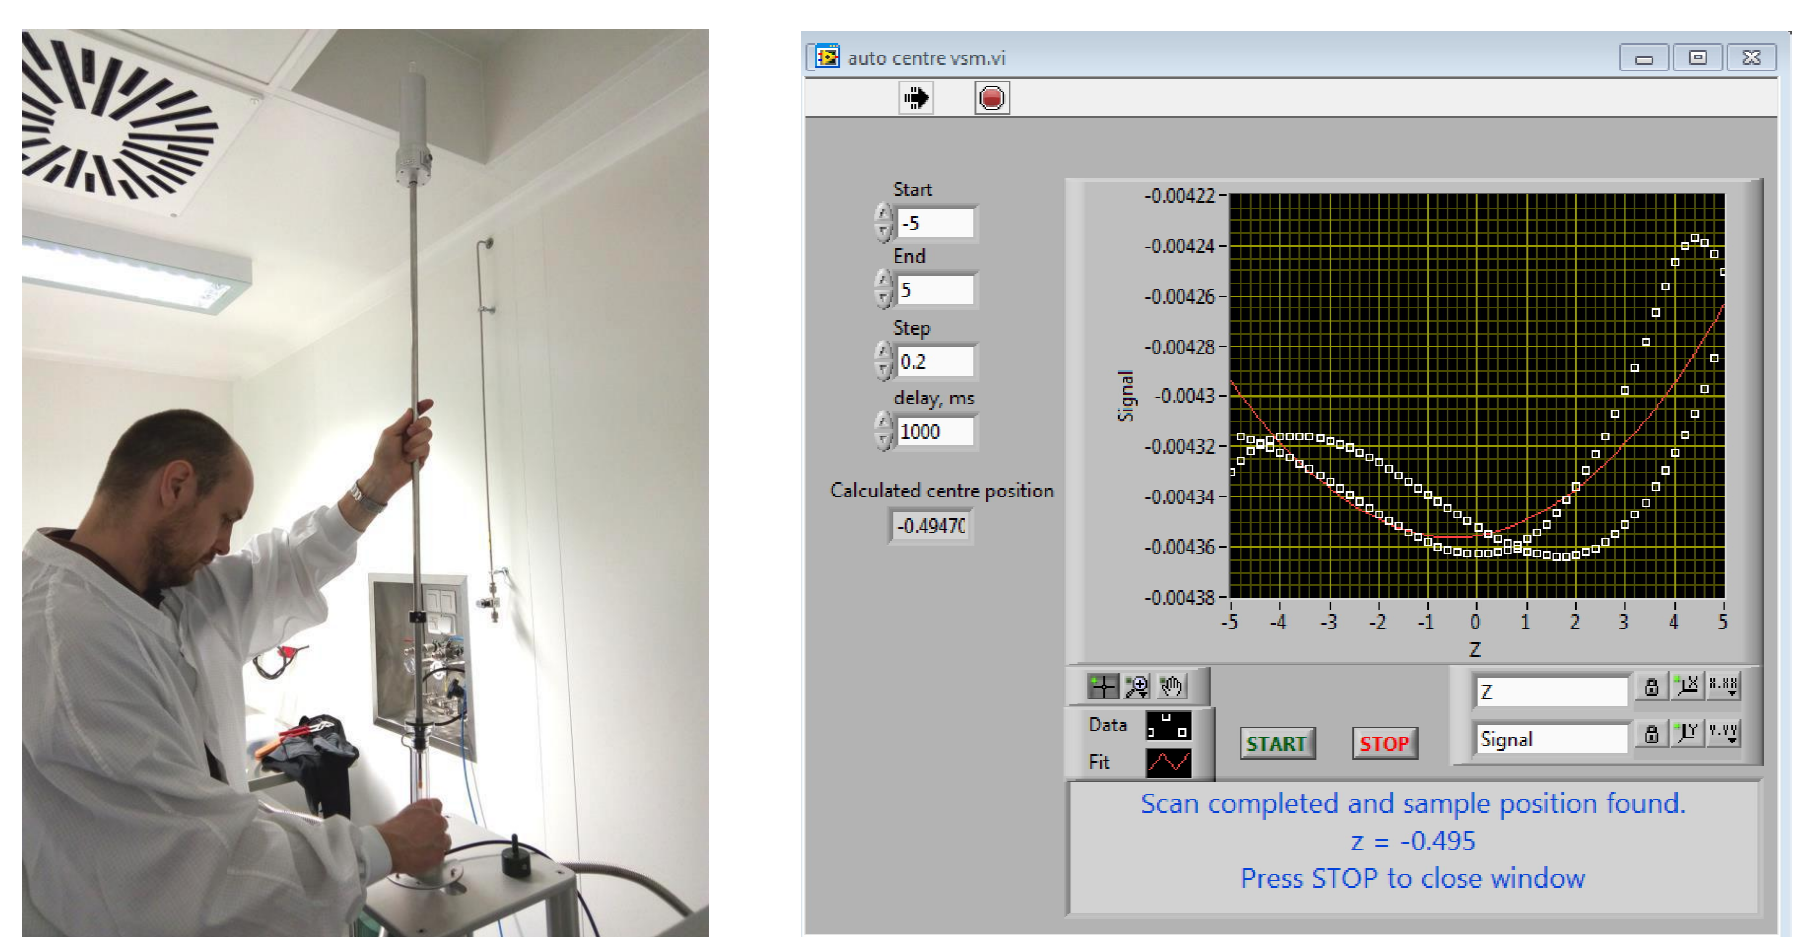 auto centre vsm.vi
Start
-5
End
5
Step
0.2
delay, ms
1000
Calculated centre position
-0.4947
-0.00422
-0.00424
-0.00426
-0.00428
-0.0043
-0.00432
-0.00434
-0.00436
-0.00438
Signal
-5 -4 -3 -2 -1 0 1 2 3 4 5
Z
Z
X.XX
Data
Signal
Y.YY
Fit
START STOP
Scan completed and sample position found.
z = -0.495
Press STOP to close window